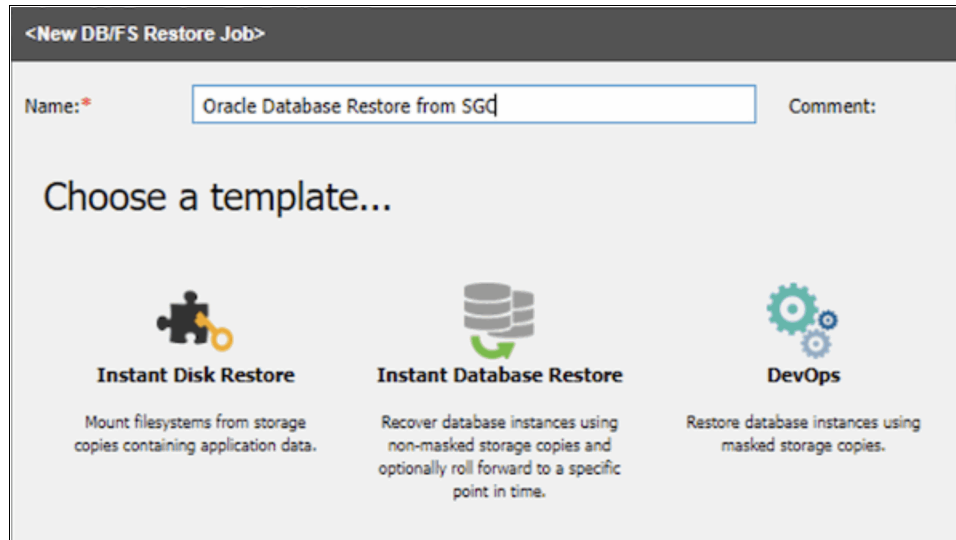 <New DB/FS Restore Job>
Name:* Oracle Database Restore from SGC Comment:
Choose a template...
Instant Disk Restore
Mount filesystems from storage
copies containing application data.
Instant Database Restore
Recover database instances using
non-masked storage copies and
optionally roll forward to a specific
point in time.
DevOps
Restore database instances using
masked storage copies.